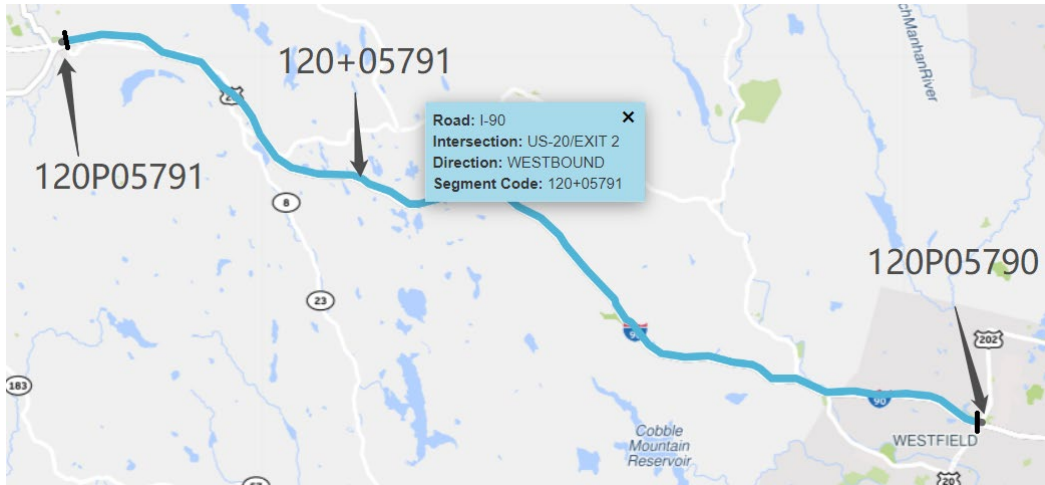 chManhanRiver
120+05791
Road: I-90
Intersection: US-20/EXIT 2
Direction: WESTBOUND
Segment Code: 120+05791
×
120P05791
8
120P05790
23
202
183
90
WESTFIELD
Cobble
Mountain
Reservoir
20